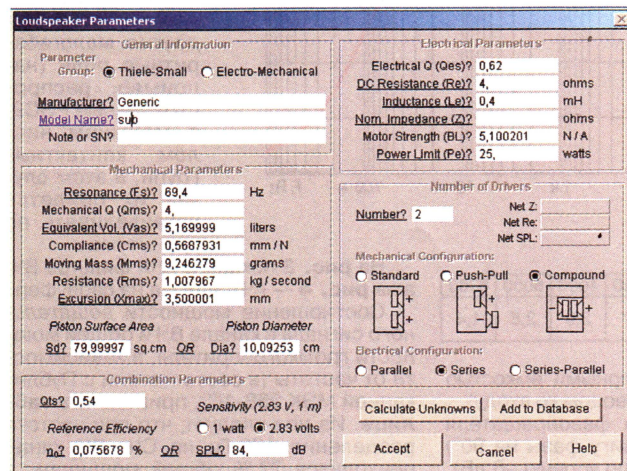 Loudspeaker Parameters
General Information
Parameter Group: Thiele-Small Electro-Mechanical
Manufacturer? Generic
Model Name? sub
Note or SN?
Mechanical Parameters
Resonance (Fs)? 69,4 Hz
Mechanical Q (Qms)? 4,
Equivalent Vol. (Vas)? 5,169999 liters
Compliance (Cms)? 0,5687931 mm / N
Moving Mass (Mms)? 9,246279 grams
Resistance (Rms)? 1,007967 kg / second
Excursion (Xmax)? 3,500001 mm
Piston Surface Area Piston Diameter
Sd? 79,99997 sq.cm OR Dia? 10,09253 cm
Combination Parameters
Qts? 0,54 Sensitivity (2.83 V, 1 m)
Reference Efficiency 1 watt 2.83 volts
no? 0,075678 % OR SPL? 84, dB
Electrical Parameters
Electrical Q (Qes)? 0,62
DC Resistance (Re)? 4, ohms
Inductance (Le)? 0,4 mH
Nom. Impedance (Z)? ohms
Motor Strength (BL)? 5,100201 N / A
Power Limit (Pe)? 25, watts
Number of Drivers
Number? 2
Net Z:
Net Re:
Net SPL:
Mechanical Configuration:
Standard Push-Pull Compound
+ + +
+ - -
Electrical Configuration:
Parallel Series Series-Parallel
Calculate Unknowns Add to Database
Accept Cancel Help